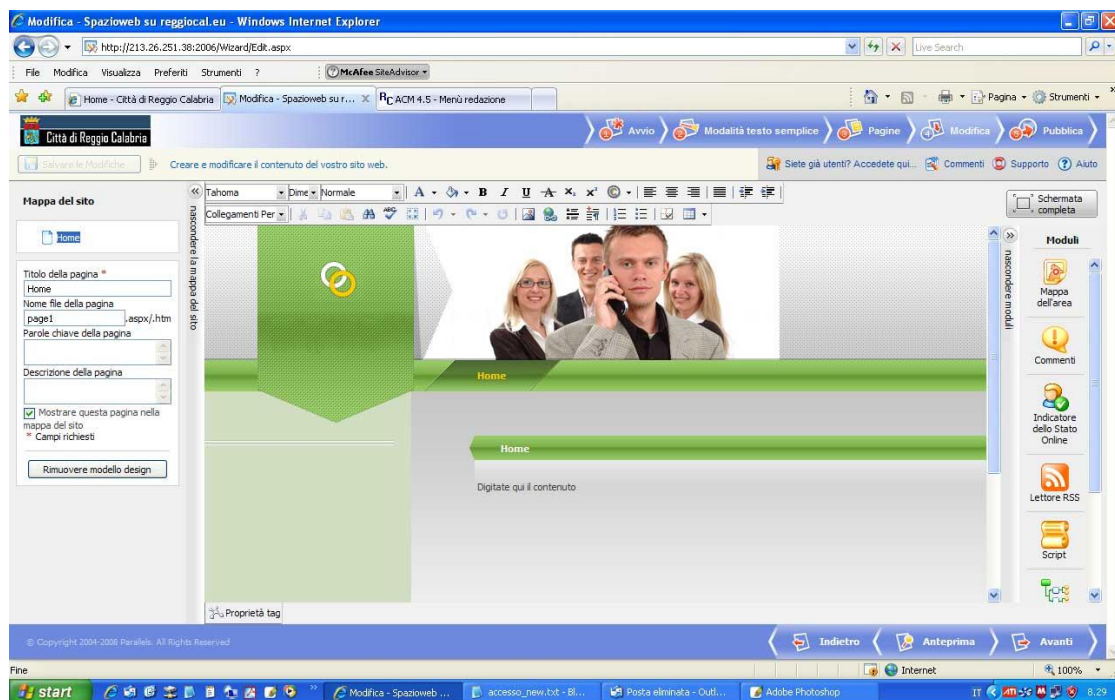 Modifica - Spazioweb su reggiocal.eu - Windows Internet Explorer
http://213.26.251.38:2006/Wizard/Edit.aspx
Live Search
File Modifica Visualizza Preferiti Strumenti ?
McAfee SiteAdvisor
Home - Città di Reggio Calabria
Modifica - Spazioweb su r...
ACM 4.5 - Menù redazione
Pagina
Strumenti
Città di Reggio Calabria
Avvio
Modalità testo semplice
Pagine
Modifica
Pubblica
Salvare le Modifiche
Creare e modificare il contenuto del vostro sito web.
Siete già utenti? Accedete qui...
Commenti
Supporto
Aiuto
Mappa del sito
Home
Titolo della pagina *
Home
Nome file della pagina
page1 .aspx/.htm
Parole chiave della pagina
Descrizione della pagina
Mostrare questa pagina nella
mappa del sito
* Campi richiesti
Rimuovere modello design
nascondere la mappa del sito
Tahoma
Dime
Normale
Collegamenti Per
Schermata
completa
Home
Home
Digitate qui il contenuto
Proprietà tag
nascondere moduli
Moduli
Mappa
dell'area
Commenti
Indicatore
dello Stato
Online
Lettore RSS
Script
© Copyright 2004-2008 Parallels. All Rights Reserved
Indietro
Anteprima
Avanti
Fine
Internet
100%
start
Modifica - Spazioweb ...
accesso_new.txt - Bl...
Posta eliminata - Outl...
Adobe Photoshop
IT
8.29